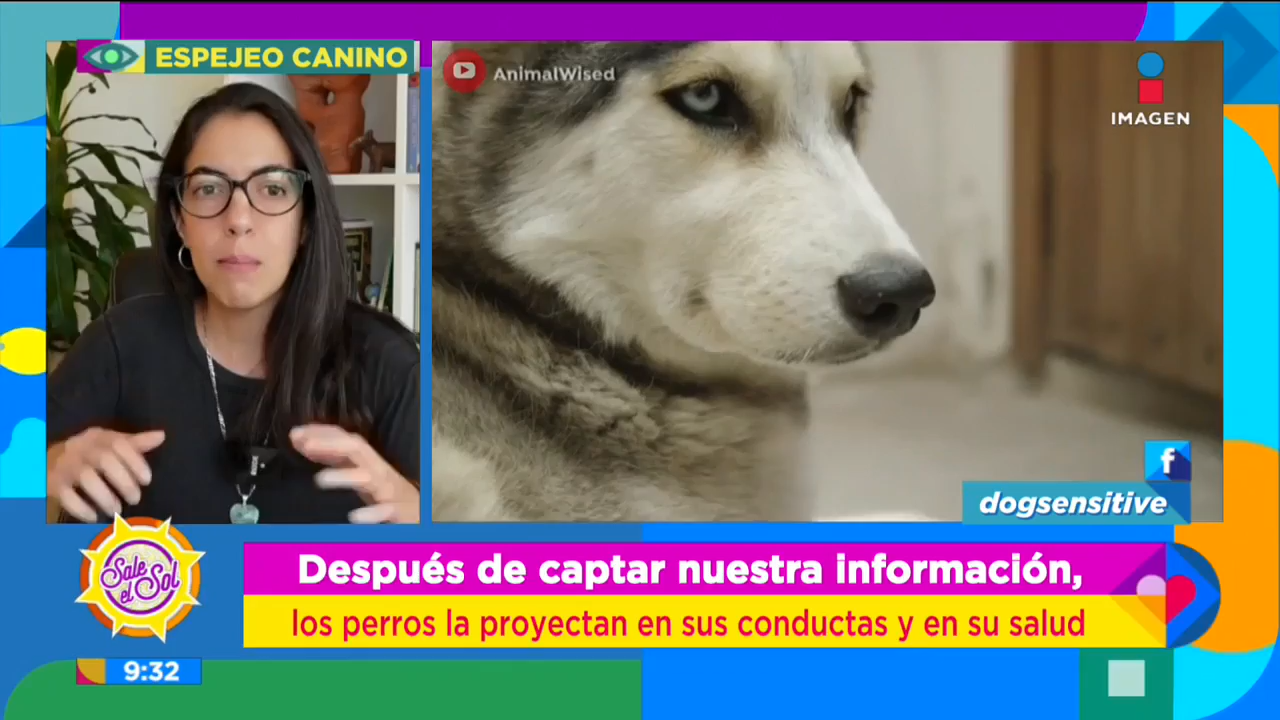 ESPEJEO CANINO
AnimalWised
IMAGEN
f
dogsensitive
Sale
el Sol
Después de captar nuestra información,
los perros la proyectan en sus conductas y en su salud
9:32